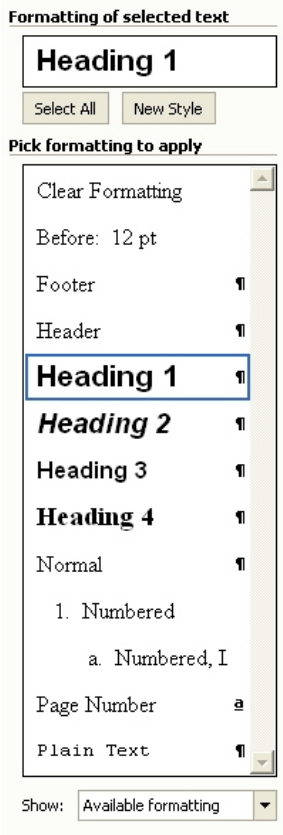 Formatting of selected text
Heading 1
Select All New Style
Pick formatting to apply
Clear Formatting
Before: 12 pt
Footer ¶
Header ¶
Heading 1 ¶
Heading 2 ¶
Heading 3 ¶
Heading 4 ¶
Normal ¶
1. Numbered
a. Numbered, I
Page Number a
Plain Text ¶
Show: Available formatting